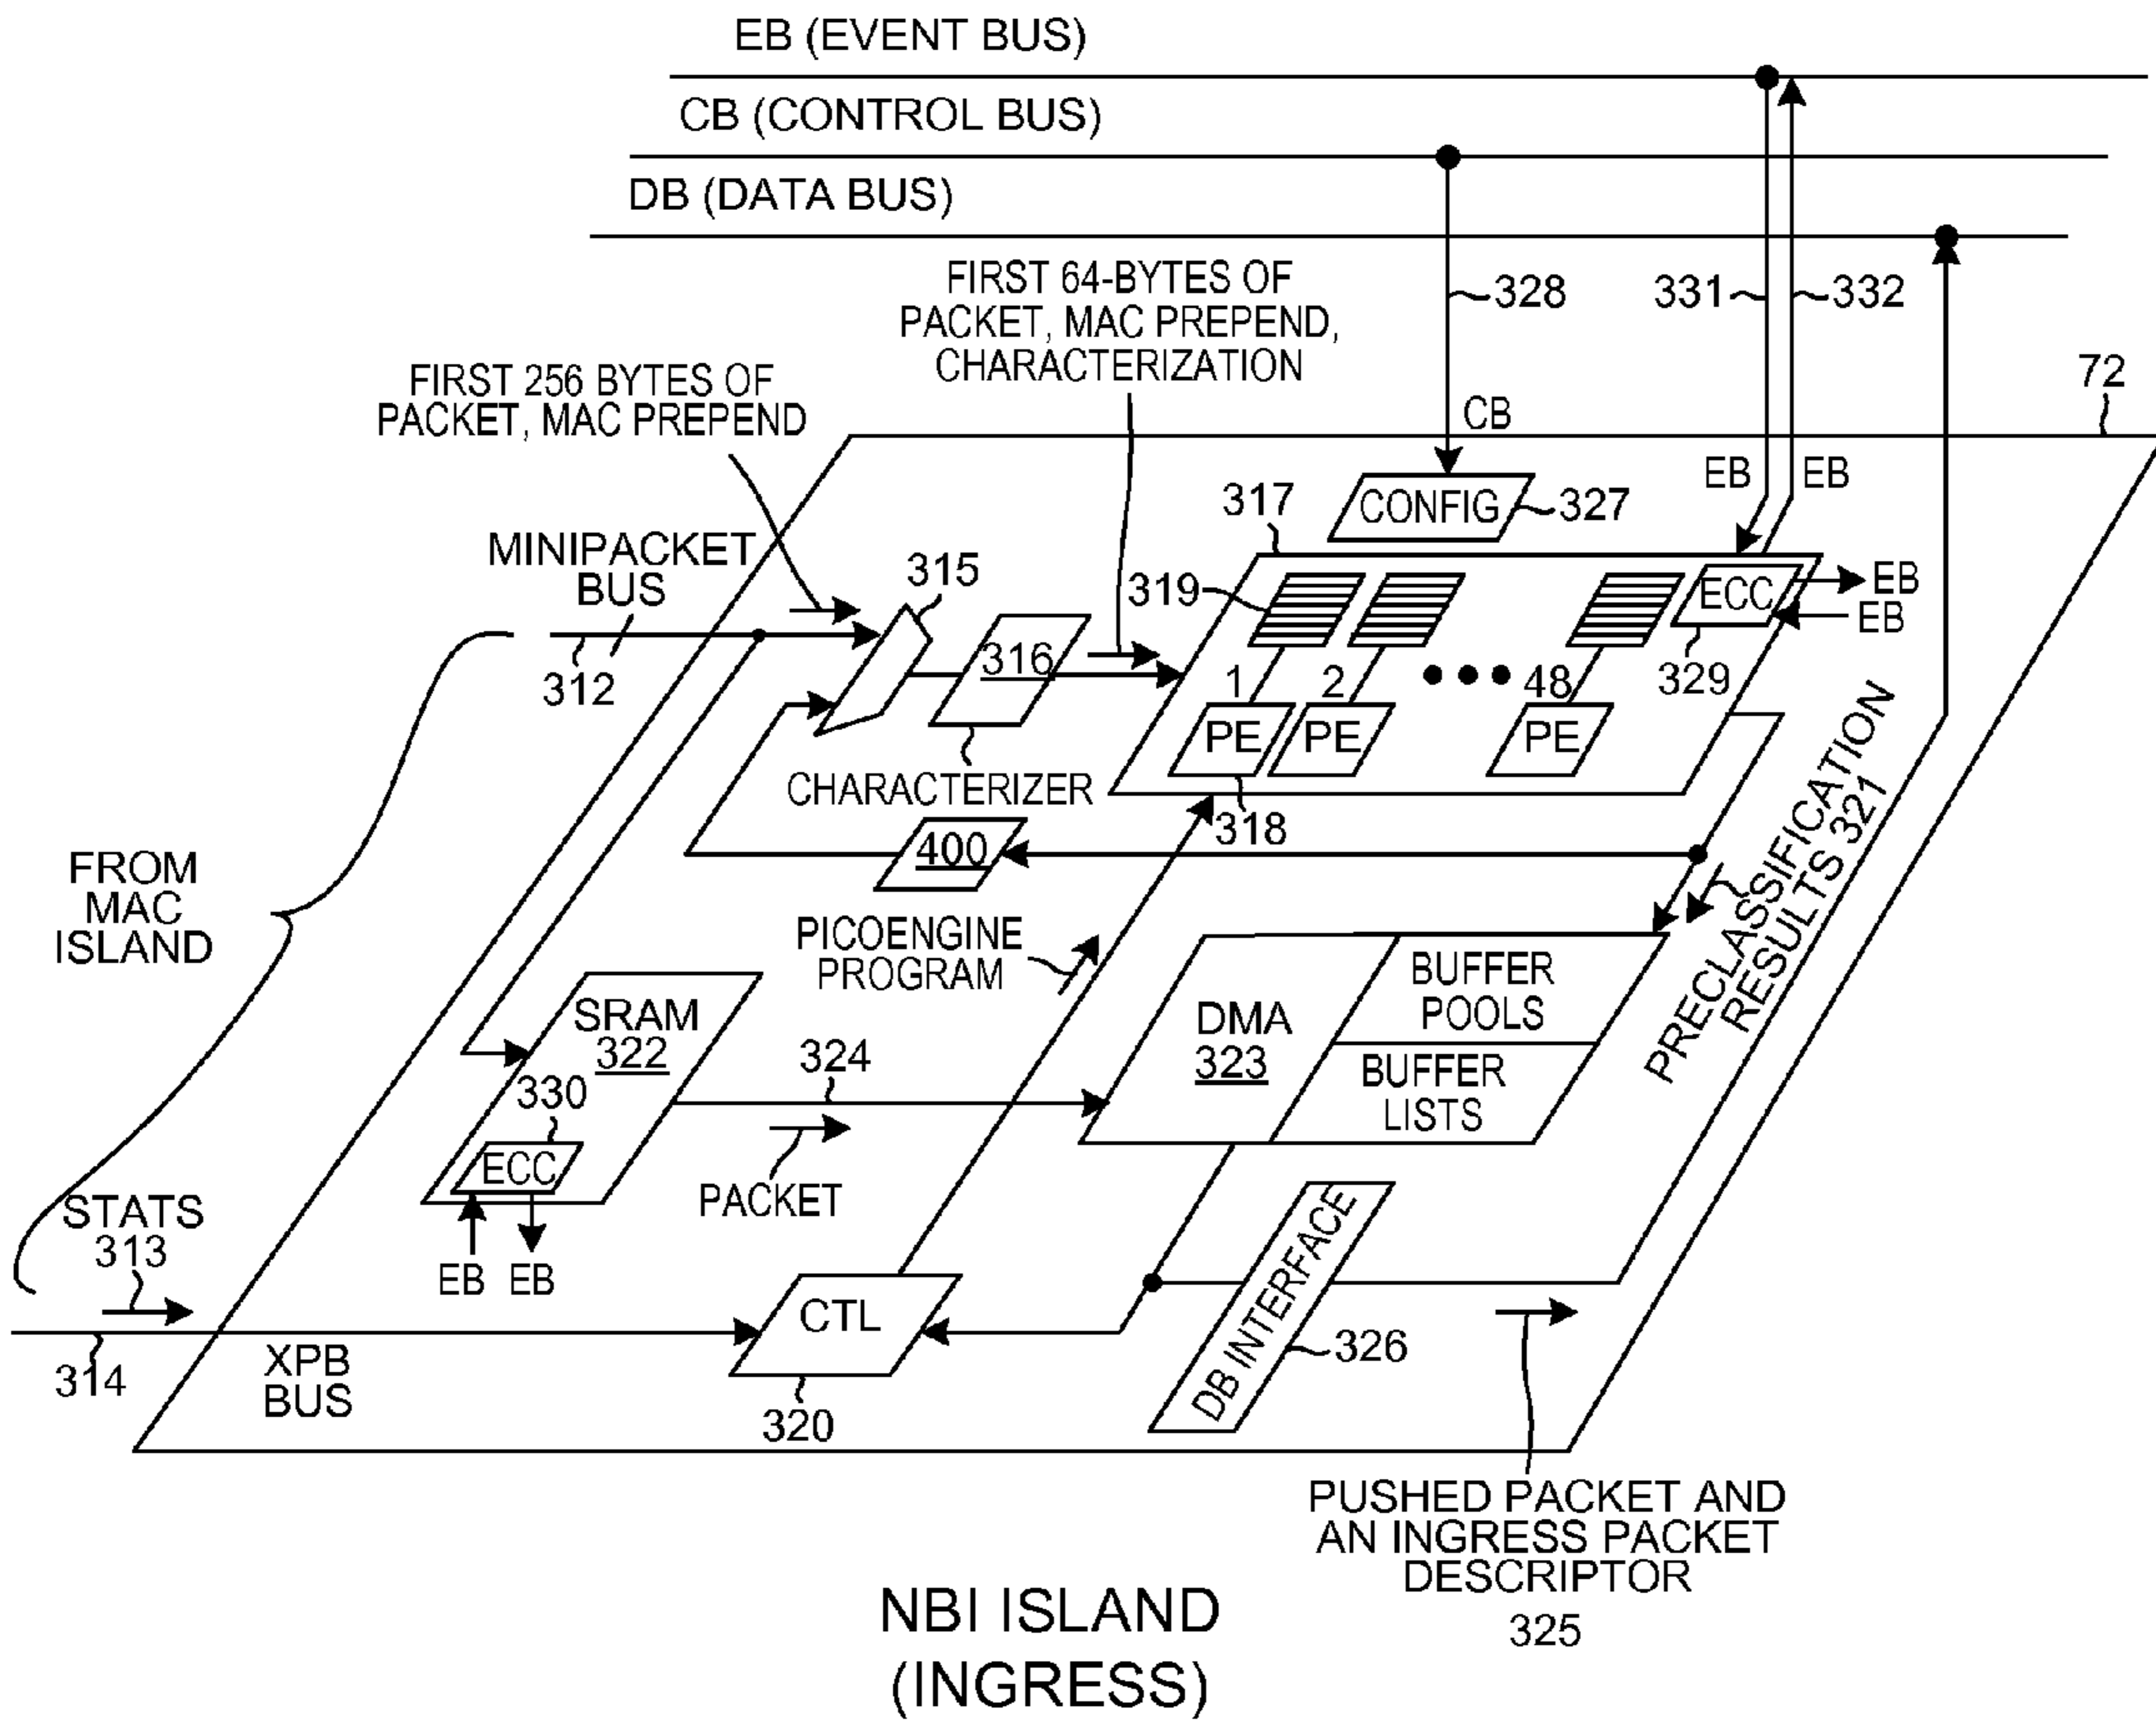 EB (EVENT BUS)
CB (CONTROL BUS)
DB (DATA BUS)
FIRST 64-BYTES OF
PACKET, MAC PREPEND,
CHARACTERIZATION
328
331
332
72
FIRST 256 BYTES OF
PACKET, MAC PREPEND
CB
EB
EB
CONFIG
327
317
MINIPACKET
BUS
315
319
ECC
EB
EB
312
316
1
2
48
329
PE
PE
PE
CHARACTERIZER
318
400
PRECLASSIFICATION
RESULTS 321
FROM
MAC
ISLAND
PICOENGINE
PROGRAM
SRAM
322
324
DMA
323
BUFFER
POOLS
BUFFER
LISTS
330
ECC
PACKET
STATS
313
EB
EB
CTL
DB INTERFACE
326
314
XPB
BUS
320
PUSHED PACKET AND
AN INGRESS PACKET
DESCRIPTOR
325
NBI ISLAND
(INGRESS)